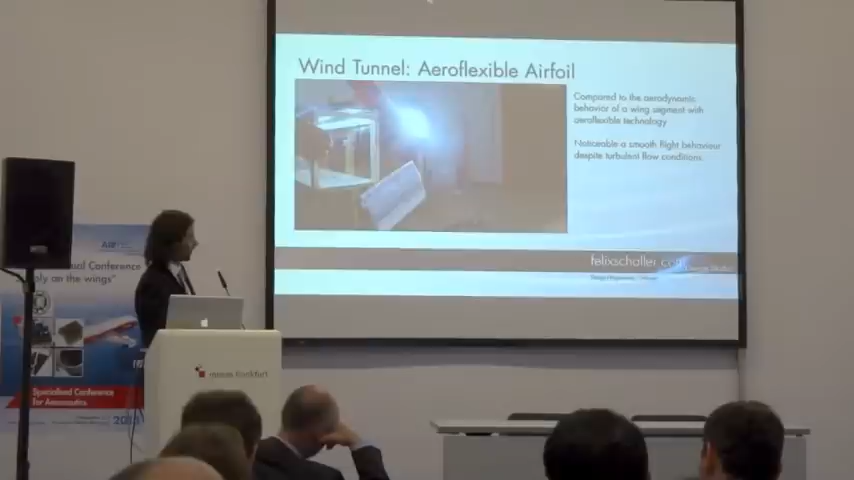 Wind Tunnel: Aeroflexible Airfoil
Compared to the aerodynamic
behavior of a wing segment with
aeroflexible technology
Noticeable a smooth flight behaviour
despite turbulent flow conditions.
felixschaller.com
Conference
"
on the wings"
messe frankfurt
Specialised Conference
for Aeronautics